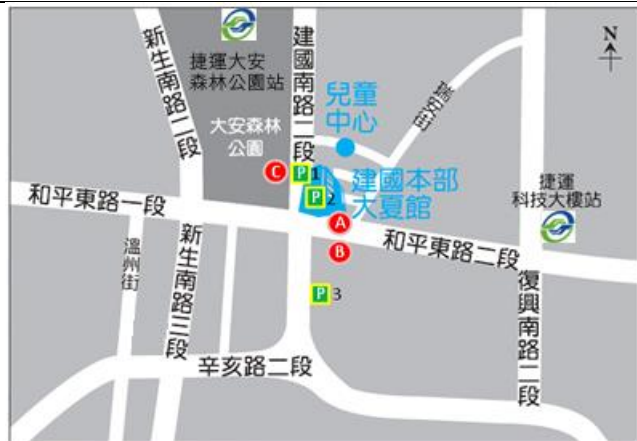 N
新生南路二段
捷運大安
森林公園站
建國南路二段
大安森林
公園
兒童
中心
瑞安街
C
P 1
P 2
建國本部
大夏館
捷運
科技大樓站
和平東路一段
A
B
和平東路二段
溫州街
新生南路三段
P 3
復興南路二段
辛亥路二段